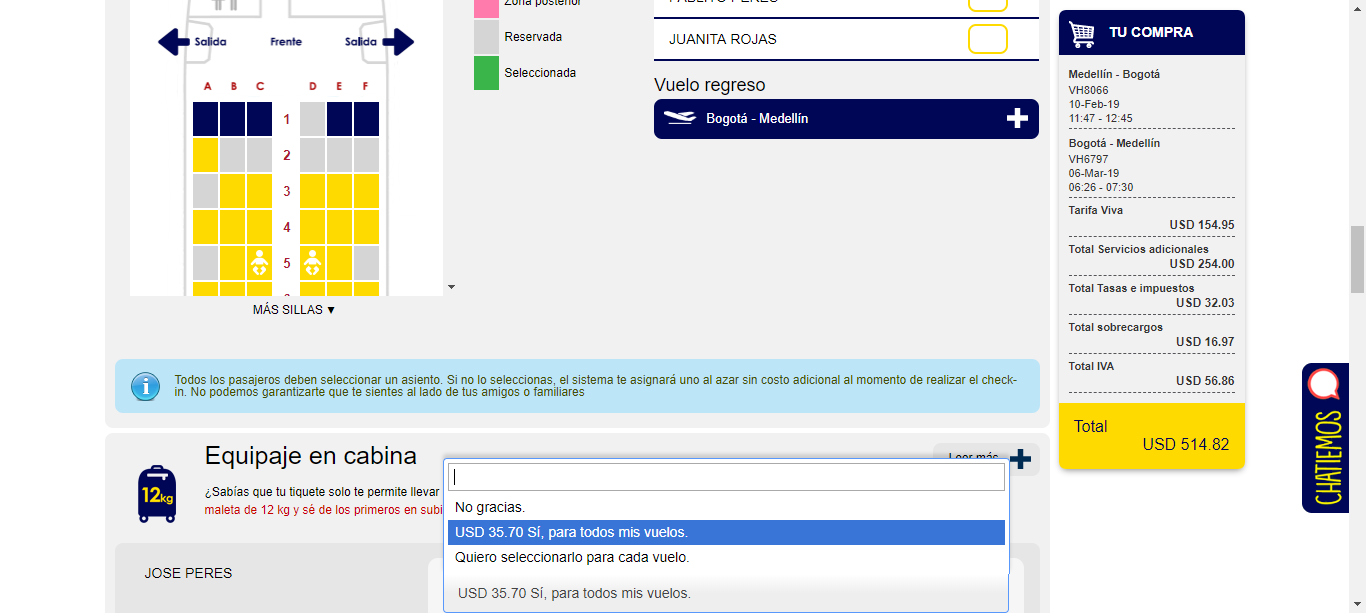 Salida
Frente
Salida
A B C D E F
1
2
3
4
5
MÁS SILLAS ▼
Zona posterior
Reservada
Seleccionada
PABLITO PERES
JUANITA ROJAS
Vuelo regreso
Bogotá - Medellín
TU COMPRA
Medellín - Bogotá
VH8066
10-Feb-19
11:47 - 12:45
Bogotá - Medellín
VH6797
06-Mar-19
06:26 - 07:30
Tarifa Viva
USD 154.95
Total Servicios adicionales
USD 254.00
Total Tasas e impuestos
USD 32.03
Total sobrecargos
USD 16.97
Total IVA
USD 56.86
Total
USD 514.82
CHATIEMOS
Todos los pasajeros deben seleccionar un asiento. Si no lo seleccionas, el sistema te asignará uno al azar sin costo adicional al momento de realizar el check-
in. No podemos garantizarte que te sientes al lado de tus amigos o familiares
12kg
Equipaje en cabina
Leer más
¿Sabías que tu tiquete solo te permite llevar
maleta de 12 kg y sé de los primeros en subi
No gracias.
USD 35.70 Sí, para todos mis vuelos.
Quiero seleccionarlo para cada vuelo.
JOSE PERES
USD 35.70 Sí, para todos mis vuelos.